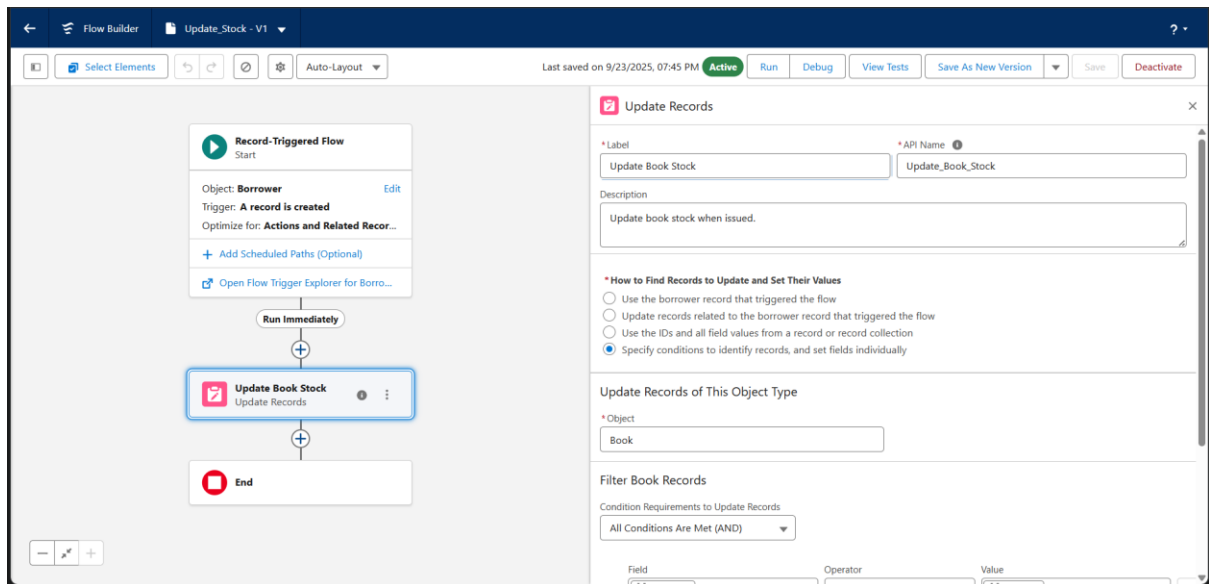 Flow Builder
Update_Stock - V1
?
Select Elements
Auto-Layout
Last saved on 9/23/2025, 07:45 PM
Active
Run
Debug
View Tests
Save As New Version
Save
Deactivate
Record-Triggered Flow
Start
Object: Borrower
Edit
Trigger: A record is created
Optimize for: Actions and Related Recor...
+ Add Scheduled Paths (Optional)
Open Flow Trigger Explorer for Borro...
Run Immediately
Update Book Stock
Update Records
End
Update Records
*Label
Update Book Stock
*API Name
Update_Book_Stock
Description
Update book stock when issued.
*How to Find Records to Update and Set Their Values
Use the borrower record that triggered the flow
Update records related to the borrower record that triggered the flow
Use the IDs and all field values from a record or record collection
Specify conditions to identify records, and set fields individually
Update Records of This Object Type
*Object
Book
Filter Book Records
Condition Requirements to Update Records
All Conditions Are Met (AND)
Field
Operator
Value